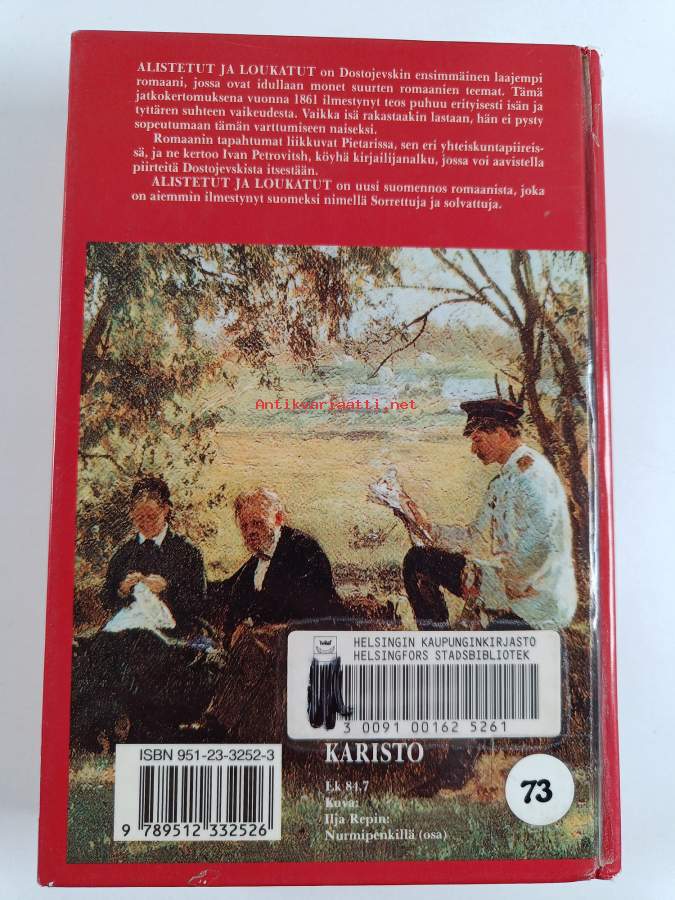 ALISTETUT JA LOUKATUT on Dostojevskin ensimmäinen laajempi
romaani, jossa ovat idullaan monet suurten romaanien teemat. Tämä
jatkokertomuksena vuonna 1861 ilmestynyt teos puhuu erityisesti isän ja
tyttären suhteen vaikeudesta. Vaikka isä rakastaakin lastaan, hän ei pysty
sopeutumaan tämän varttumiseen naiseksi.
Romaanin tapahtumat liikkuvat Pietarissa, sen eri yhteiskuntapiireis-
sä, ja ne kertoo Ivan Petrovitsh, köyhä kirjailijanalku, jossa voi aavistella
piirteitä Dostojevskista itsestään.
ALISTETUT JA LOUKATUT on uusi suomennos romaanista, joka
on aiemmin ilmestynyt suomeksi nimellä Sorrettuja ja solvattuja.
Antikvariaatti.net
HELSINGIN KAUPUNGINKIRJASTO
HELSINGFORS STADSBIBLIOTEK
3 0091 00162 5261
ISBN 951-23-3252-3
9 789512 332526
KARISTO
Ek 84.7
Kuva:
Ilja Repin:
Nurmipenkillä (osa)
73